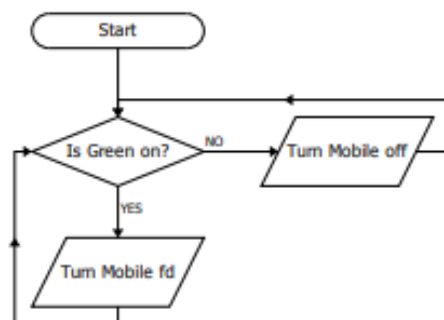 Start
Is Green on?
NO
Turn Mobile off
YES
Turn Mobile fd